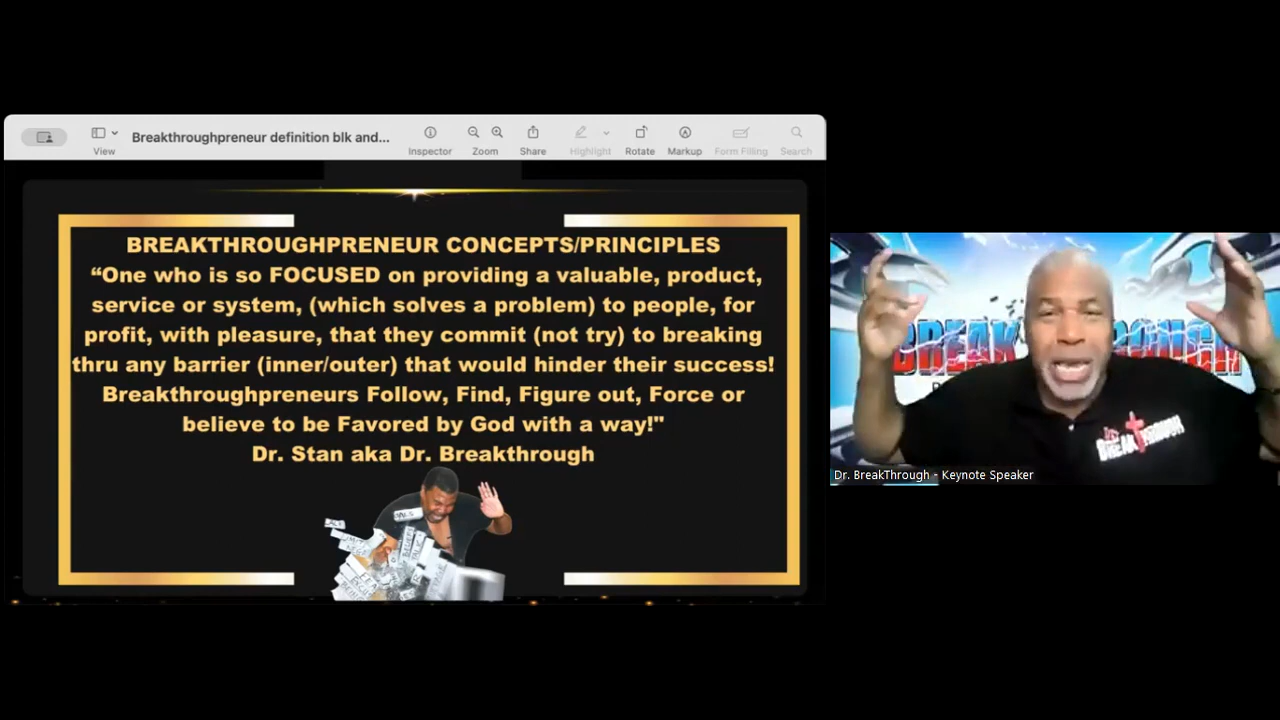 Breakthroughpreneur definition blk and...
View
Inspector
Zoom
Share
Highlight
Rotate
Markup
Form Filling
Search
BREAKTHROUGHPRENEUR CONCEPTS/PRINCIPLES
“One who is so FOCUSED on providing a valuable, product,
service or system, (which solves a problem) to people, for
profit, with pleasure, that they commit (not try) to breaking
thru any barrier (inner/outer) that would hinder their success!
Breakthroughpreneurs Follow, Find, Figure out, Force or
believe to be Favored by God with a way!"
Dr. Stan aka Dr. Breakthrough
Dr. BreakThrough - Keynote Speaker